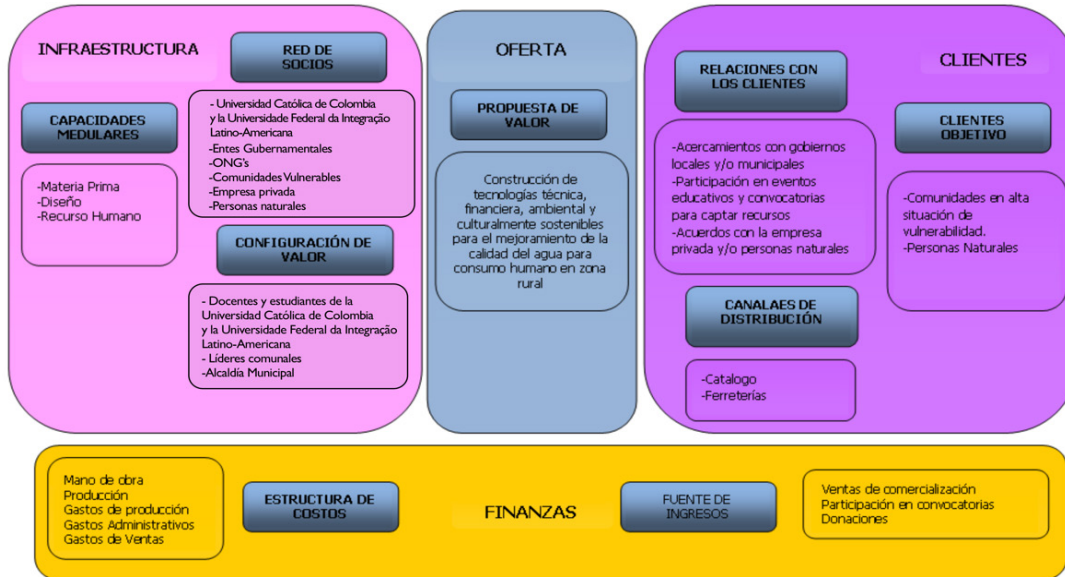 INFRAESTRUCTURA
RED DE
SOCIOS
- Universidad Católica de Colombia
y la Universidade Federal da Integração
Latino-Americana
-Entes Gubernamentales
-ONG's
-Comunidades Vulnerables
-Empresa privada
-Personas naturales
CAPACIDADES
MEDULARES
-Materia Prima
-Diseño
-Recurso Humano
CONFIGURACIÓN DE
VALOR
- Docentes y estudiantes de la
Universidad Católica de Colombia
y la Universidade Federal da Integração
Latino-Americana
- Líderes comunales
-Alcaldía Municipal
OFERTA
PROPUESTA DE
VALOR
Construcción de
tecnologías técnica,
financiera, ambiental y
culturalmente sostenibles
para el mejoramiento de la
calidad del agua para
consumo humano en zona
rural
CLIENTES
RELACIONES CON
LOS CLIENTES
-Acercamientos con gobiernos
locales y/o municipales
-Participación en eventos
educativos y convocatorias
para captar recursos
-Acuerdos con la empresa
privada y/o personas naturales
CLIENTES
OBJETIVO
-Comunidades en alta
situación de
vulnerabilidad.
-Personas Naturales
CANALAES DE
DISTRIBUCIÓN
-Catalogo
-Ferreterías
Mano de obra
Producción
Gastos de producción
Gastos Administrativos
Gastos de Ventas
ESTRUCTURA DE
COSTOS
FINANZAS
FUENTE DE
INGRESOS
Ventas de comercialización
Participación en convocatorias
Donaciones